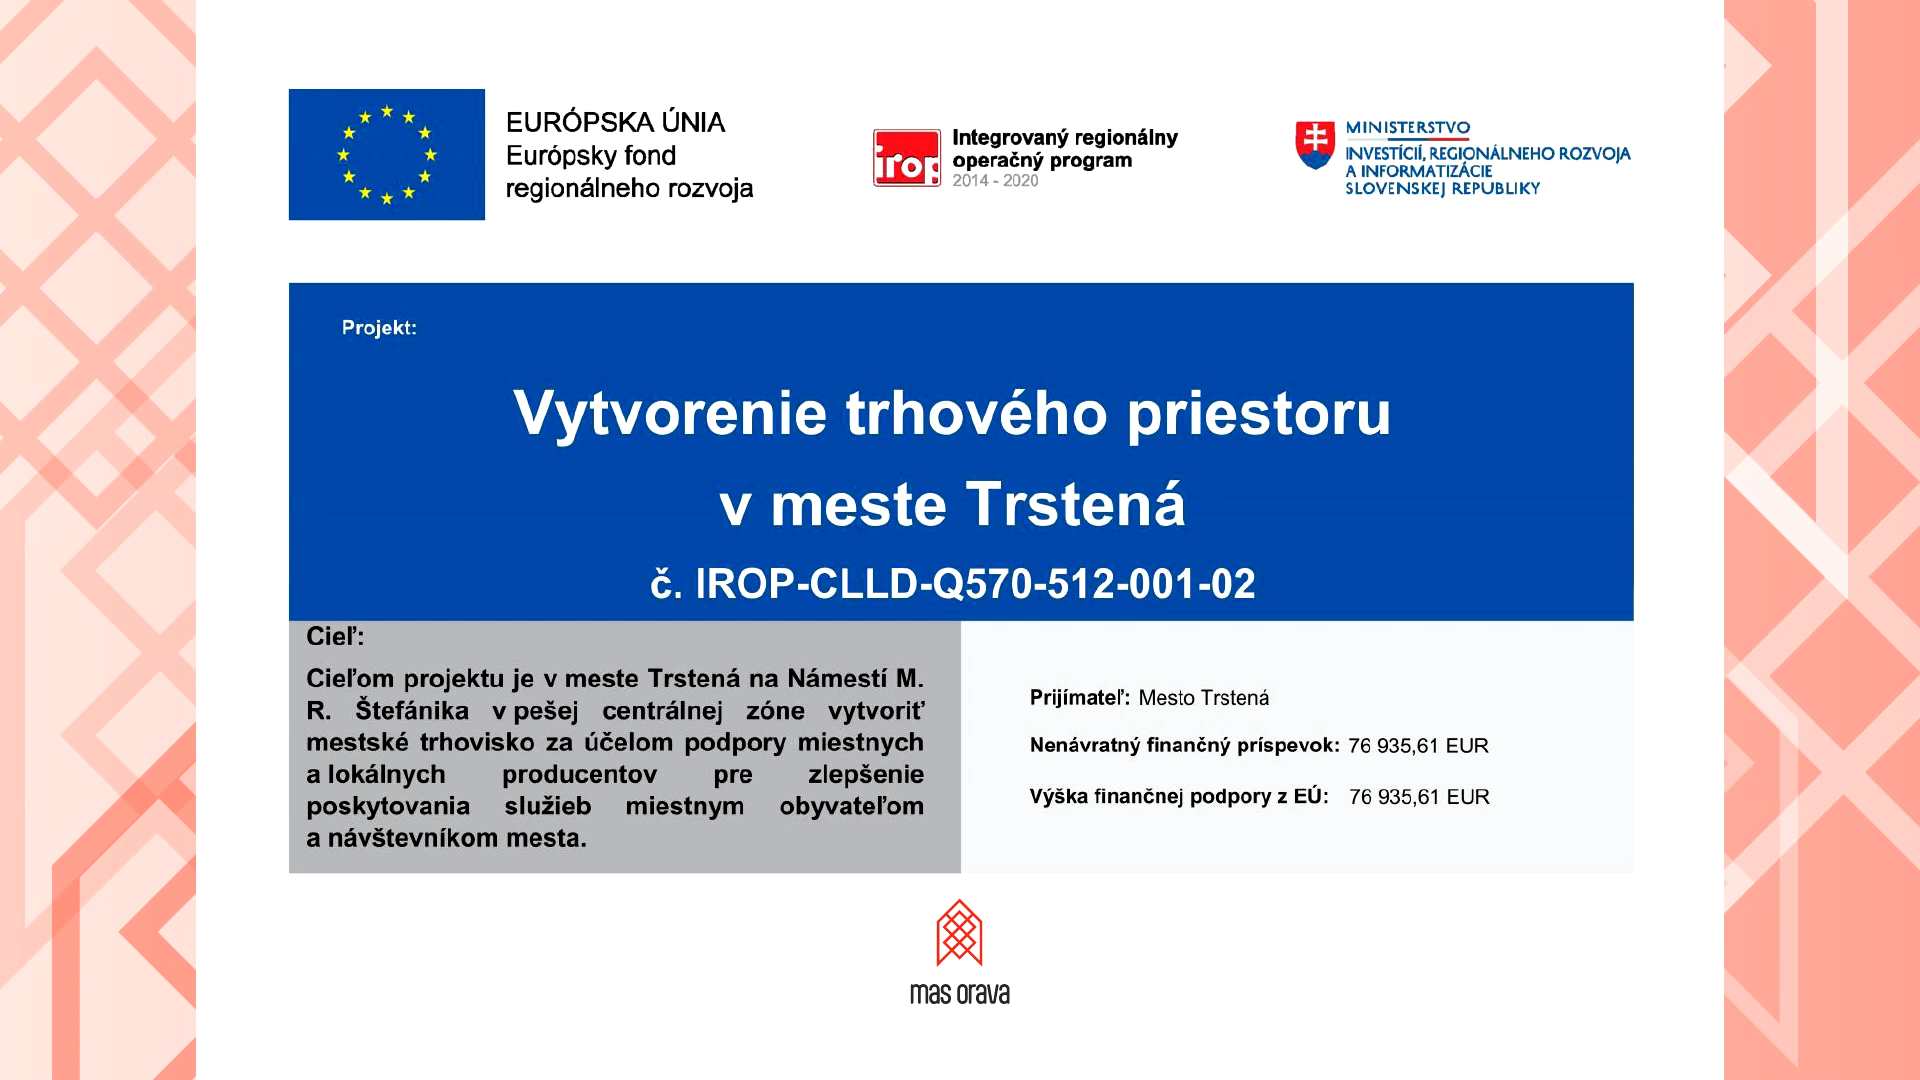 EURÓPSKA ÚNIA
Európsky fond
regionálneho rozvoja
irop
Integrovaný regionálny
operačný program
2014 - 2020
MINISTERSTVO
INVESTÍCIÍ, REGIONÁLNEHO ROZVOJA
A INFORMATIZÁCIE
SLOVENSKEJ REPUBLIKY
Projekt:
Vytvorenie trhového priestoru
v meste Trstená
č. IROP-CLLD-Q570-512-001-02
Cieľ:
Cieľom projektu je v meste Trstená na Námestí M.
R. Štefánika v pešej centrálnej zóne vytvoriť
mestské trhovisko za účelom podpory miestnych
a lokálnych producentov pre zlepšenie
poskytovania služieb miestnym obyvateľom
a návštevníkom mesta.
Prijímateľ: Mesto Trstená
Nenávratný finančný príspevok: 76 935,61 EUR
Výška finančnej podpory z EÚ: 76 935,61 EUR
mas orava